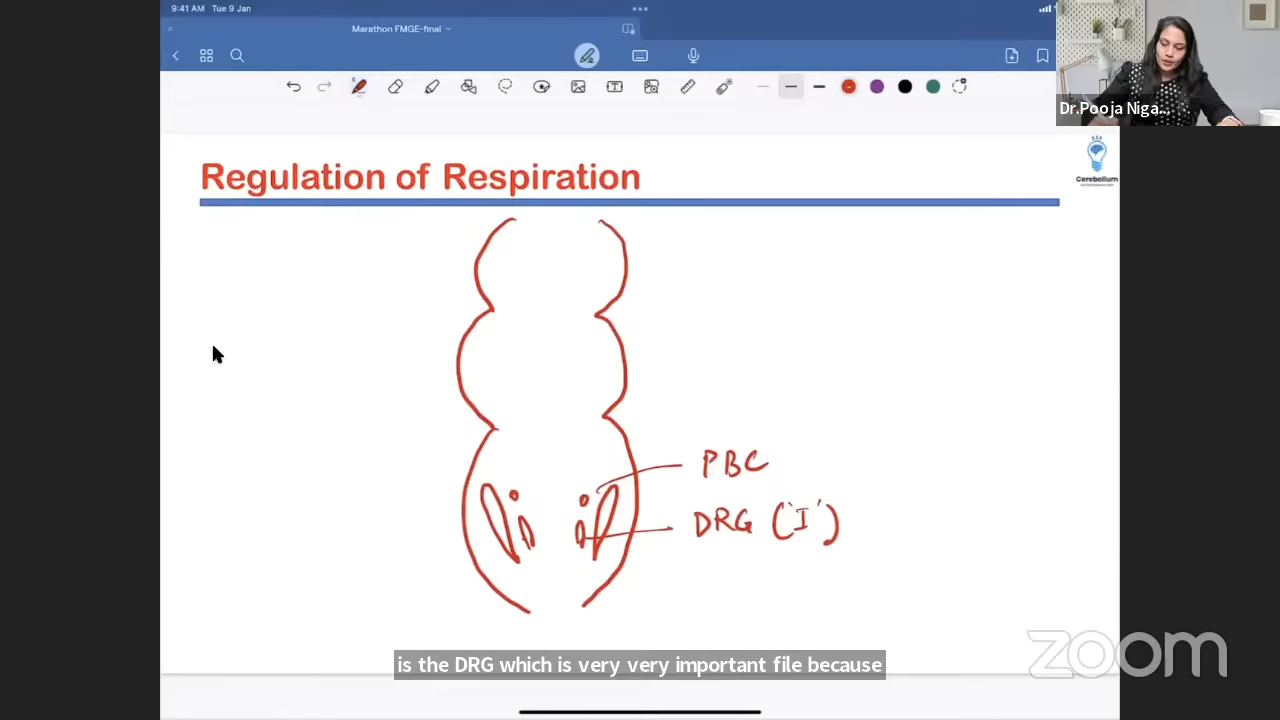 9:41 AM Tue 9 Jan
Marathon FMGE-final
Dr.Pooja Niga...
Regulation of Respiration
Cerebellum
PBC
DRG ('I')
is the DRG which is very very important file because
zoom